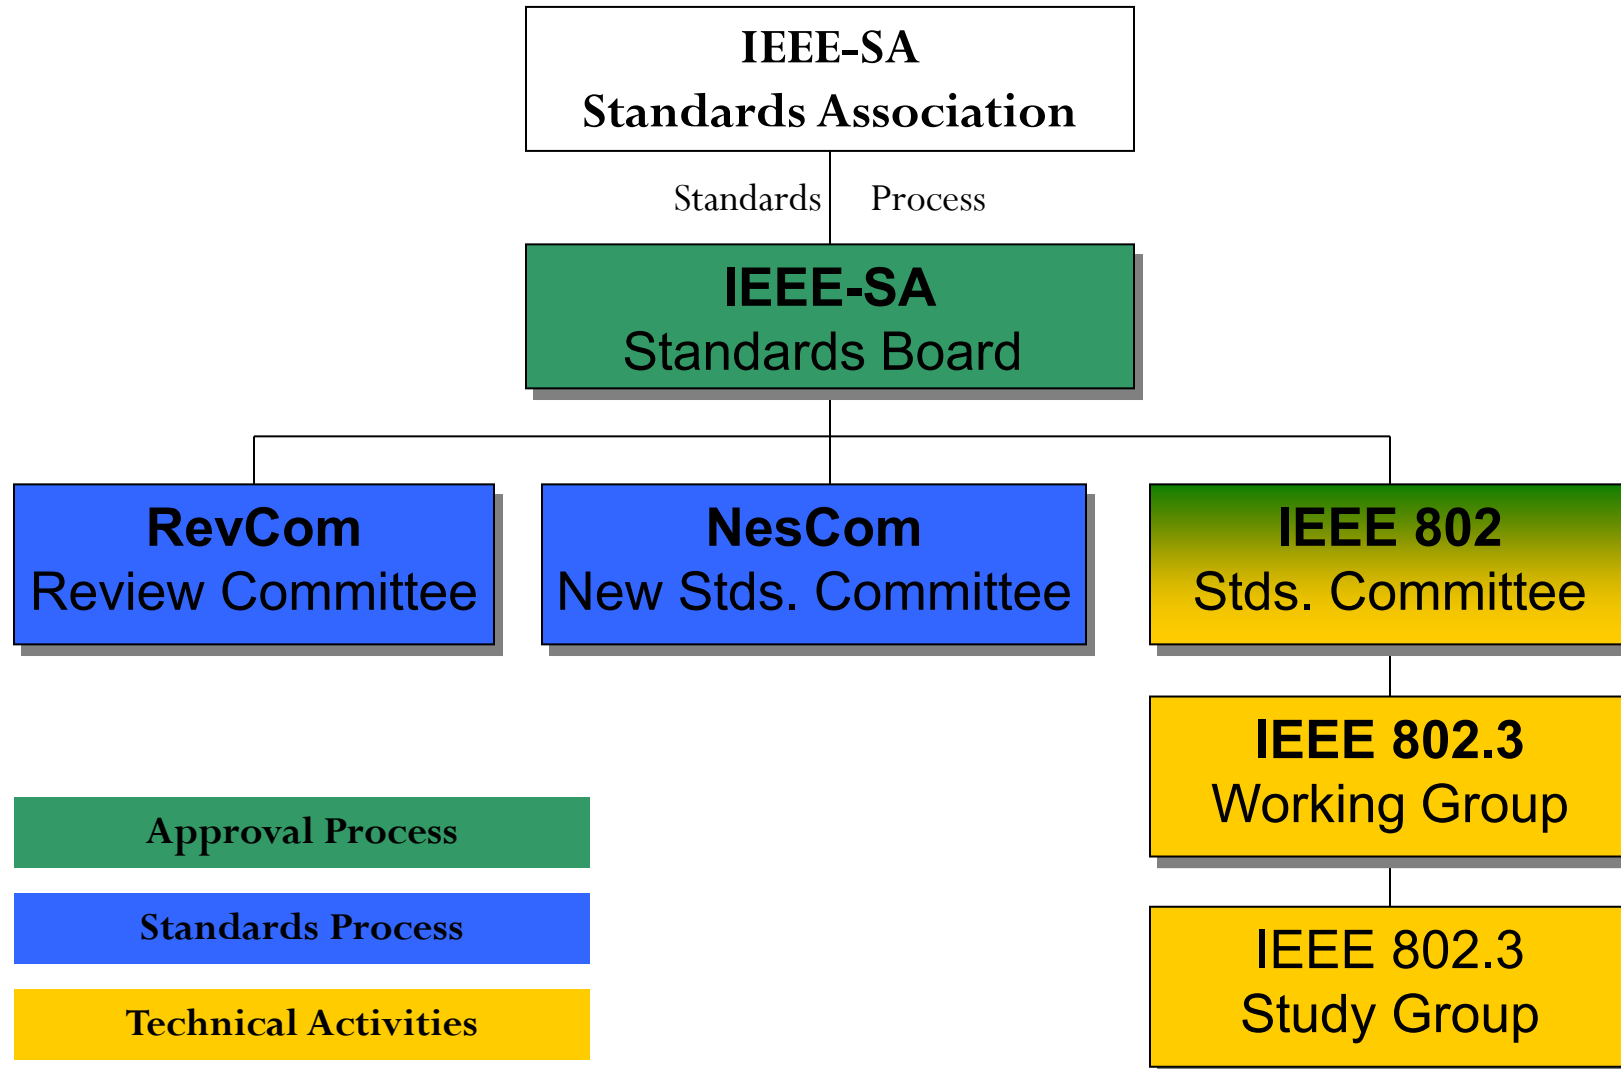 IEEE-SA
Standards Association
Standards Process
IEEE-SA
Standards Board
RevCom
Review Committee
NesCom
New Stds. Committee
IEEE 802
Stds. Committee
IEEE 802.3
Working Group
IEEE 802.3
Study Group
Approval Process
Standards Process
Technical Activities